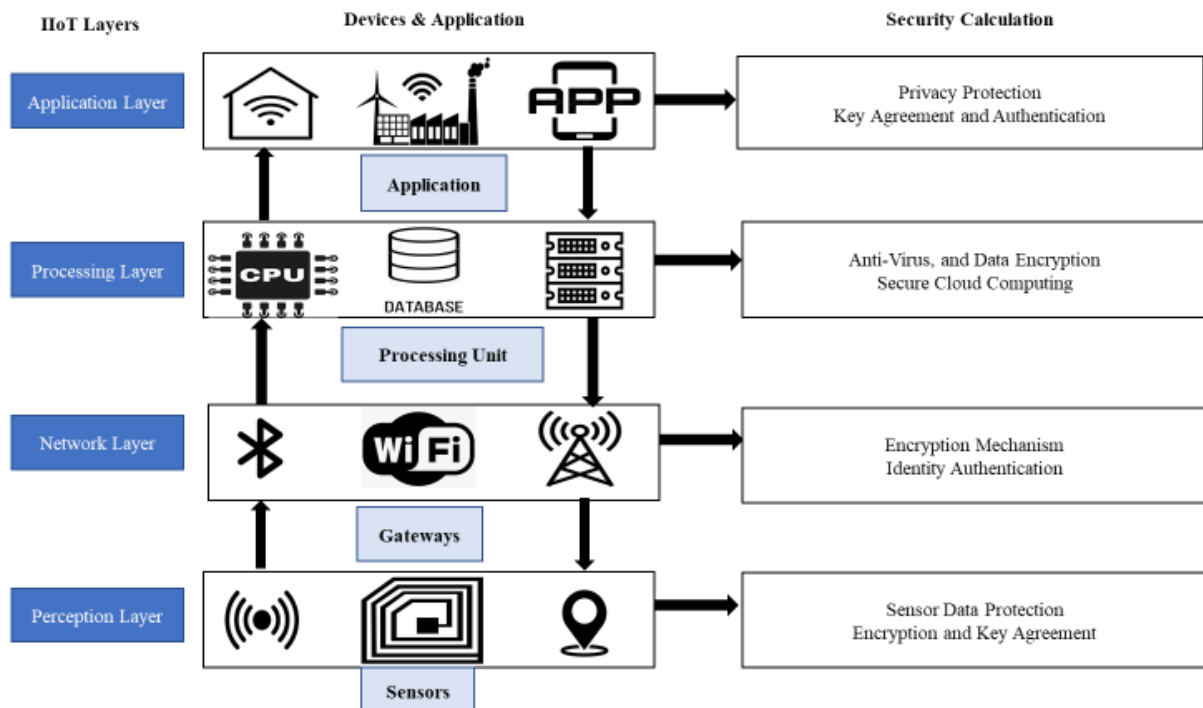 IIoT Layers
Devices & Application
Security Calculation
Application Layer
APP
Privacy Protection
Key Agreement and Authentication
Application
Processing Layer
CPU
DATABASE
Anti-Virus, and Data Encryption
Secure Cloud Computing
Processing Unit
Network Layer
WiFi
Encryption Mechanism
Identity Authentication
Gateways
Perception Layer
Sensor Data Protection
Encryption and Key Agreement
Sensors